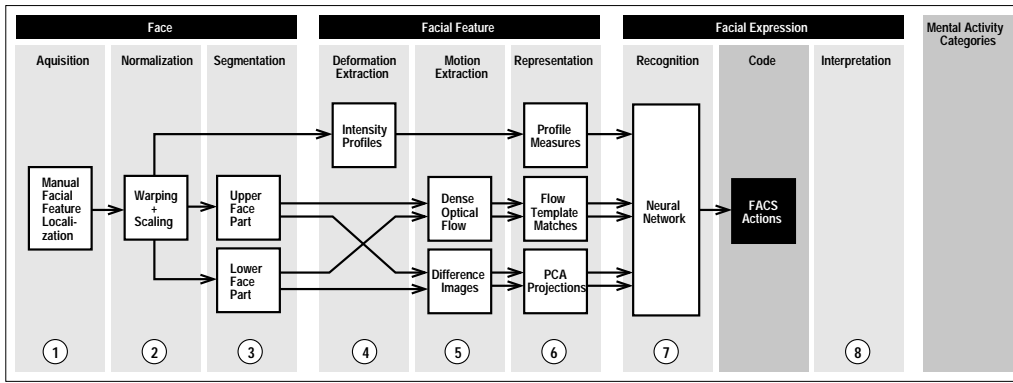 Face
Facial Feature
Facial Expression
Mental Activity
Categories
Aquisition
Normalization
Segmentation
Deformation
Extraction
Motion
Extraction
Representation
Recognition
Code
Interpretation
Intensity
Profiles
Profile
Measures
Manual
Facial
Feature
Locali-
zation
Warping
+
Scaling
Upper
Face
Part
Dense
Optical
Flow
Flow
Template
Matches
Neural
Network
FACS
Actions
Lower
Face
Part
Difference
Images
PCA
Projections
1
2
3
4
5
6
7
8